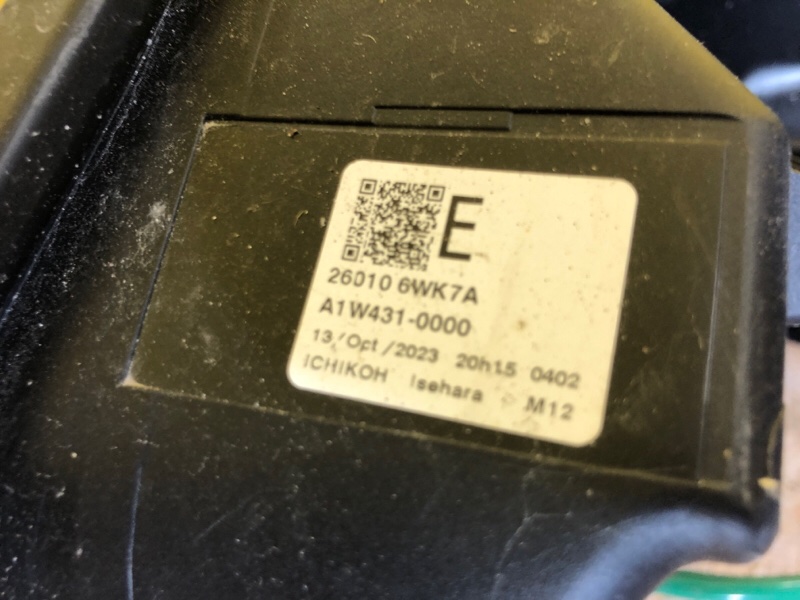 E
26010 6WK7A
A1W431-0000
13/Oct/2023 20h15 0402
ICHIKOH Isehara M12